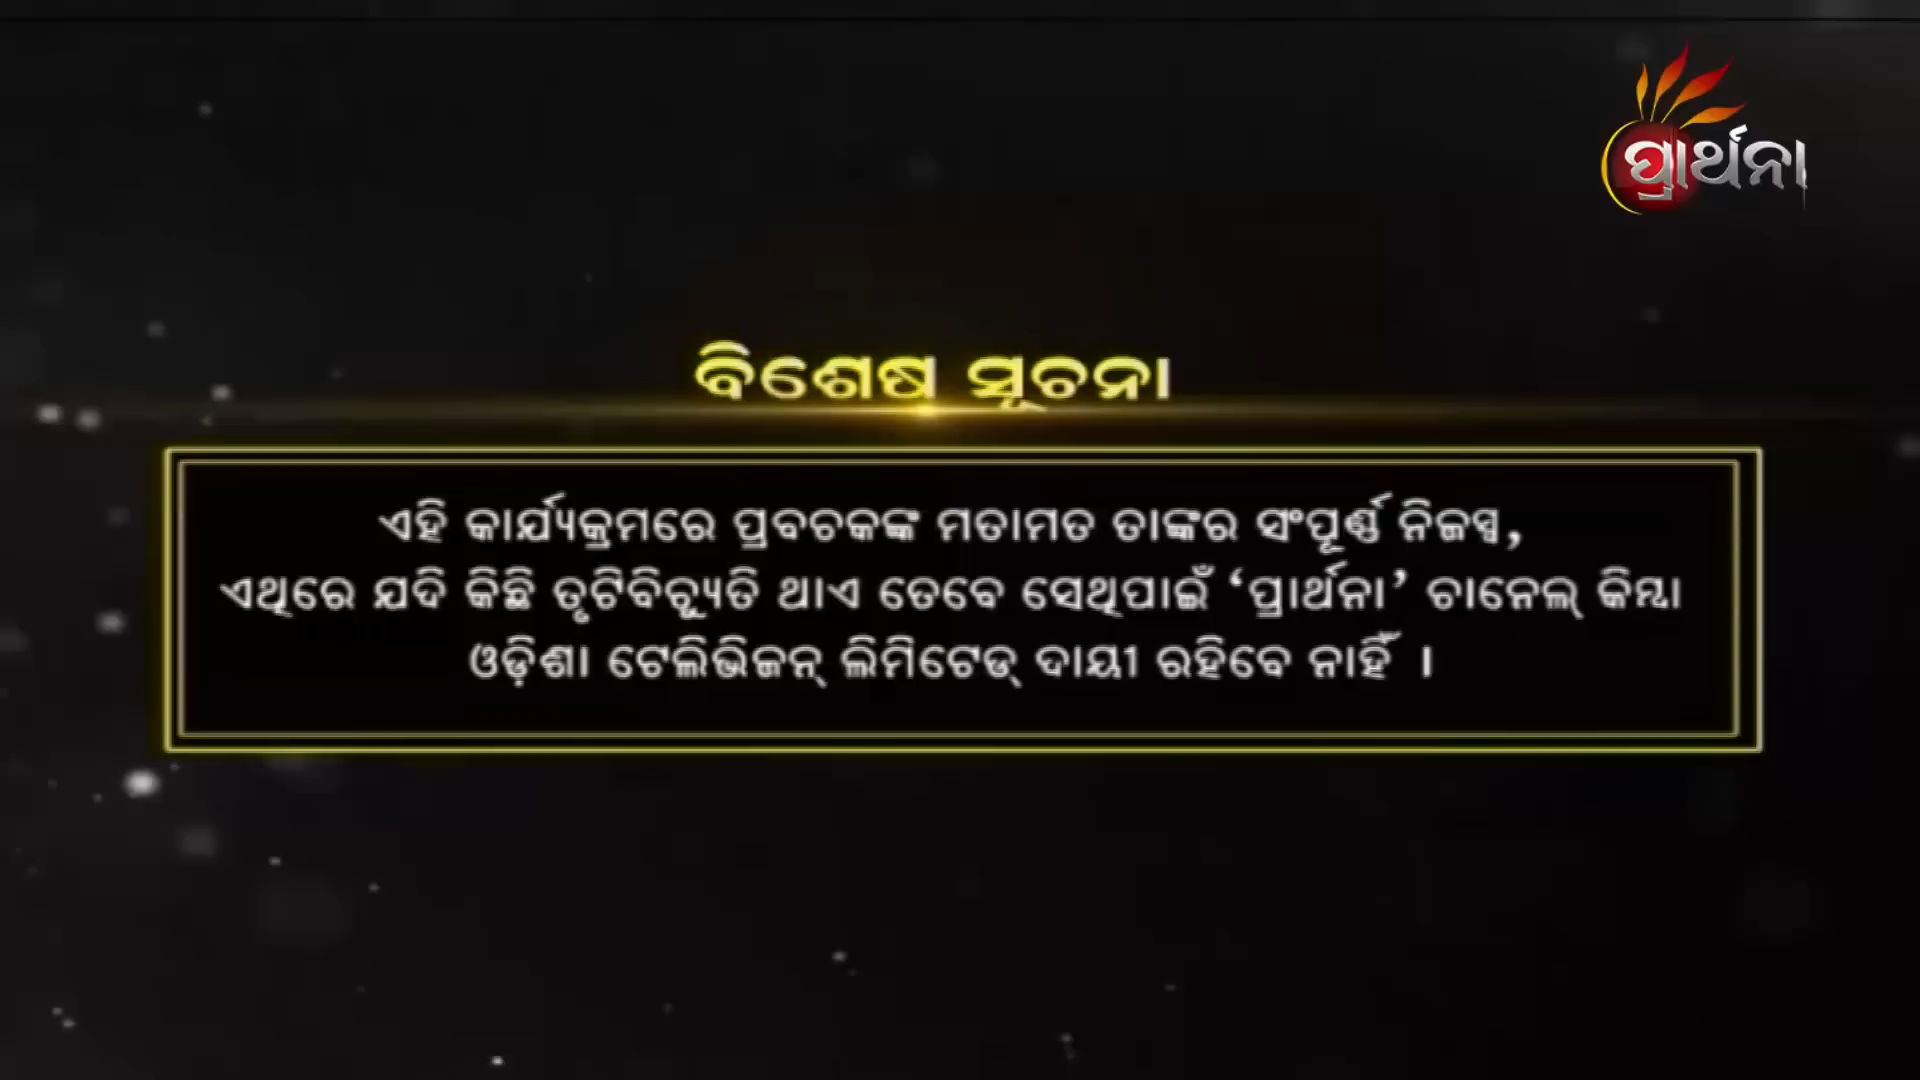 ପ୍ରାର୍ଥନା
ବିଶେଷ ସୂଚନା
ଏହି କାର୍ଯ୍ୟକ୍ରମରେ ପ୍ରବଚକଙ୍କ ମତାମତ ତାଙ୍କର ସଂପୂର୍ଣ୍ଣ ନିଜସ୍ୱ,
ଏଥିରେ ଯଦି କିଛି ତୃଟିବିଚ୍ୟୁତି ଥାଏ ତେବେ ସେଥିପାଇଁ ‘ପ୍ରାର୍ଥନା’ ଚାନେଲ୍ କିମ୍ବା
ଓଡ଼ିଶା ଟେଲିଭିଜନ୍ ଲିମିଟେଡ୍ ଦାୟୀ ରହିବେ ନାହିଁ ।